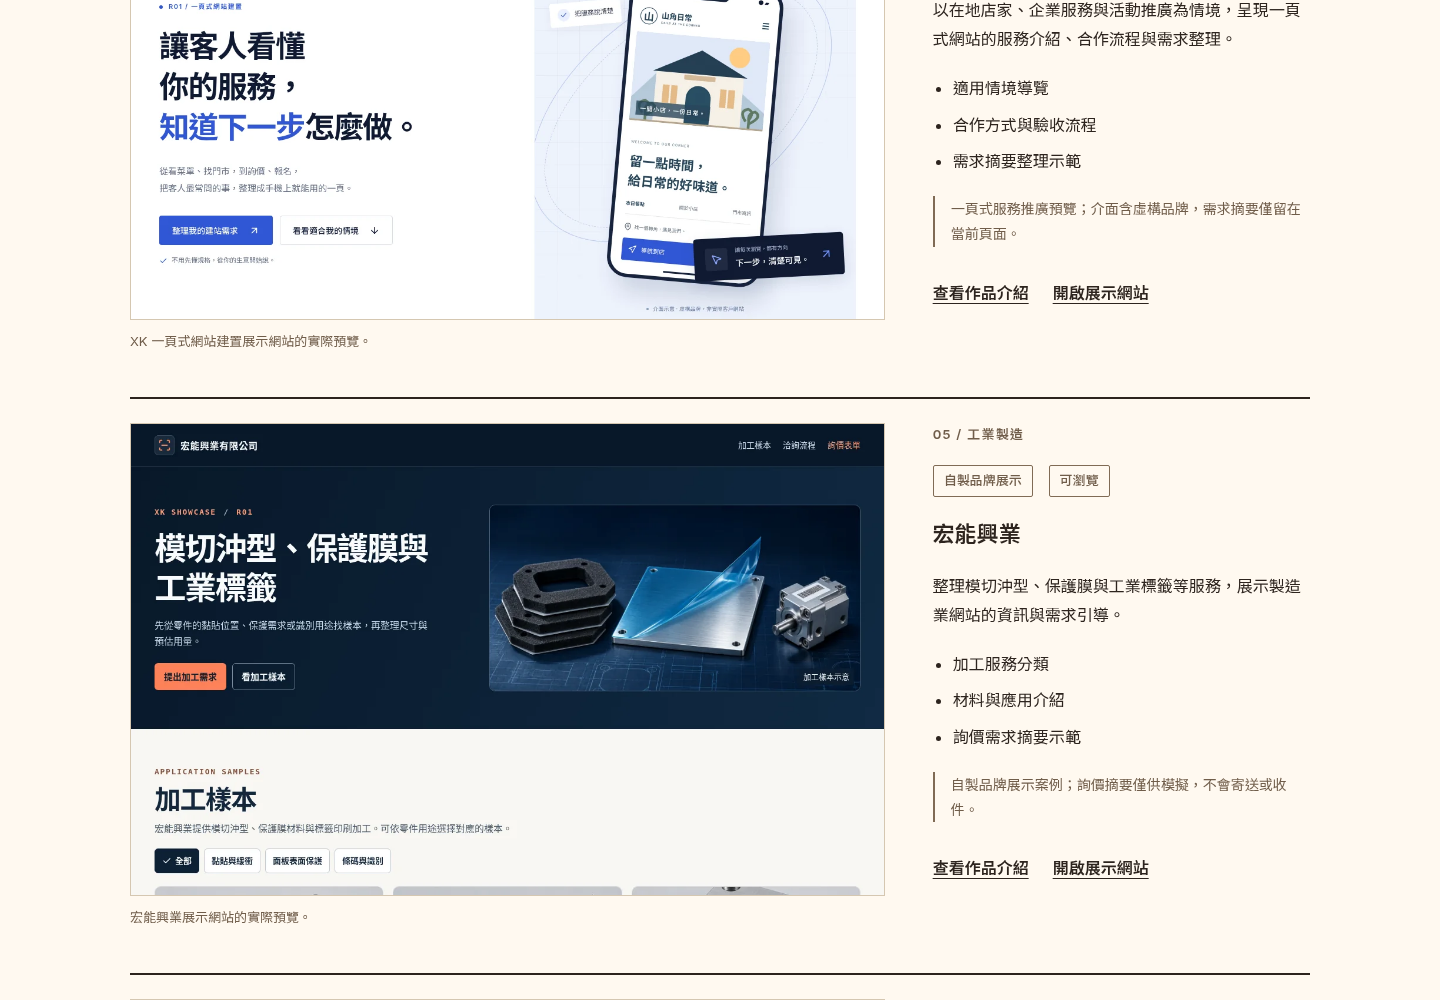 R01 / 一頁式網站建置
讓客人看懂
你的服務，
知道下一步怎麼做。
從看菜單、找門市，到詢價、報名，
把客人最常問的事，整理成手機上就能用的一頁。
整理我的建站需求
看看適合我的情境
山角日常
一間小店，一份日常。
WELCOME TO OUR CORNER
留一點時間，
給日常的好味道。
下一步，清楚可見。
XK 一頁式網站建置展示網站的實際預覽。
以在地店家、企業服務與活動推廣為情境，呈現一頁
式網站的服務介紹、合作流程與需求整理。
適用情境導覽
合作方式與驗收流程
需求摘要整理示範
一頁式服務推廣預覽；介面含虛構品牌，需求摘要僅留在
當前頁面。
查看作品介紹
開啟展示網站
宏能興業有限公司
加工樣本
洽詢流程
詢價表單
XK SHOWCASE / R01
模切沖型、保護膜與
工業標籤
先從零件的黏貼位置、保護需求或識別用途找樣本，再整理尺寸與
預估用量。
提出加工需求
看加工樣本
加工樣本示意
APPLICATION SAMPLES
加工樣本
宏能興業提供模切沖型、保護膜材料與標籤印刷加工。可依零件用途選擇對應的樣本。
全部
黏貼與緩衝
面板表面保護
條碼與識別
宏能興業展示網站的實際預覽。
05 / 工業製造
自製品牌展示
可瀏覽
宏能興業
整理模切沖型、保護膜與工業標籤等服務，展示製造
業網站的資訊與需求引導。
加工服務分類
材料與應用介紹
詢價需求摘要示範
自製品牌展示案例；詢價摘要僅供模擬，不會寄送或收
件。
查看作品介紹
開啟展示網站